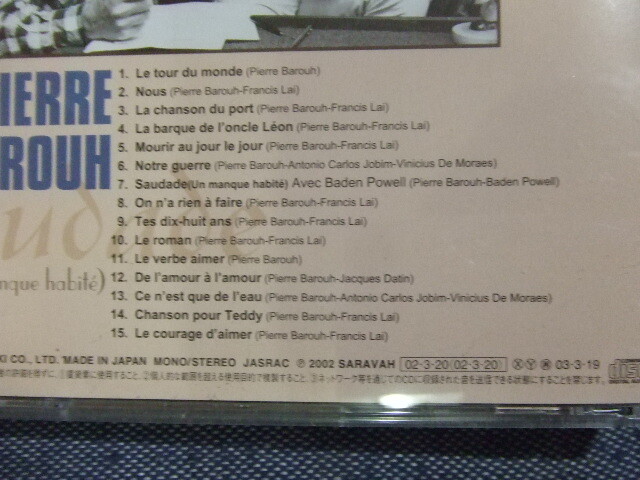 IERRE
ROUH
1. Le tour du monde (Pierre Barouh)
2. Nous (Pierre Barouh-Francis Lai)
3. La chanson du port (Pierre Barouh-Francis Lai)
4. La barque de l'oncle Léon (Pierre Barouh-Francis Lai)
5. Mourir au jour le jour (Pierre Barouh-Francis Lai)
6. Notre guerre (Pierre Barouh-Antonio Carlos Jobim-Vinicius De Moraes)
7. Saudade(Un manque habité) Avec Baden Powell (Pierre Barouh-Baden Powell)
8. On n'a rien à faire (Pierre Barouh-Francis Lai)
9. Tes dix-huit ans (Pierre Barouh-Francis Lai)
10. Le roman (Pierre Barouh-Francis Lai)
11. Le verbe aimer (Pierre Barouh)
12. De l'amour à l'amour (Pierre Barouh-Jacques Datin)
13. Ce n'est que de l'eau (Pierre Barouh-Antonio Carlos Jobim-Vinicius De Moraes)
14. Chanson pour Teddy (Pierre Barouh-Francis Lai)
15. Le courage d'aimer (Pierre Barouh-Francis Lai)
ud
nque habité)
KI CO., LTD. MADE IN JAPAN MONO/STEREO JASRAC ℗ 2002 SARAVAH 02-3-20(02-3-20) Ⓧ Ⓨ 03-3-19